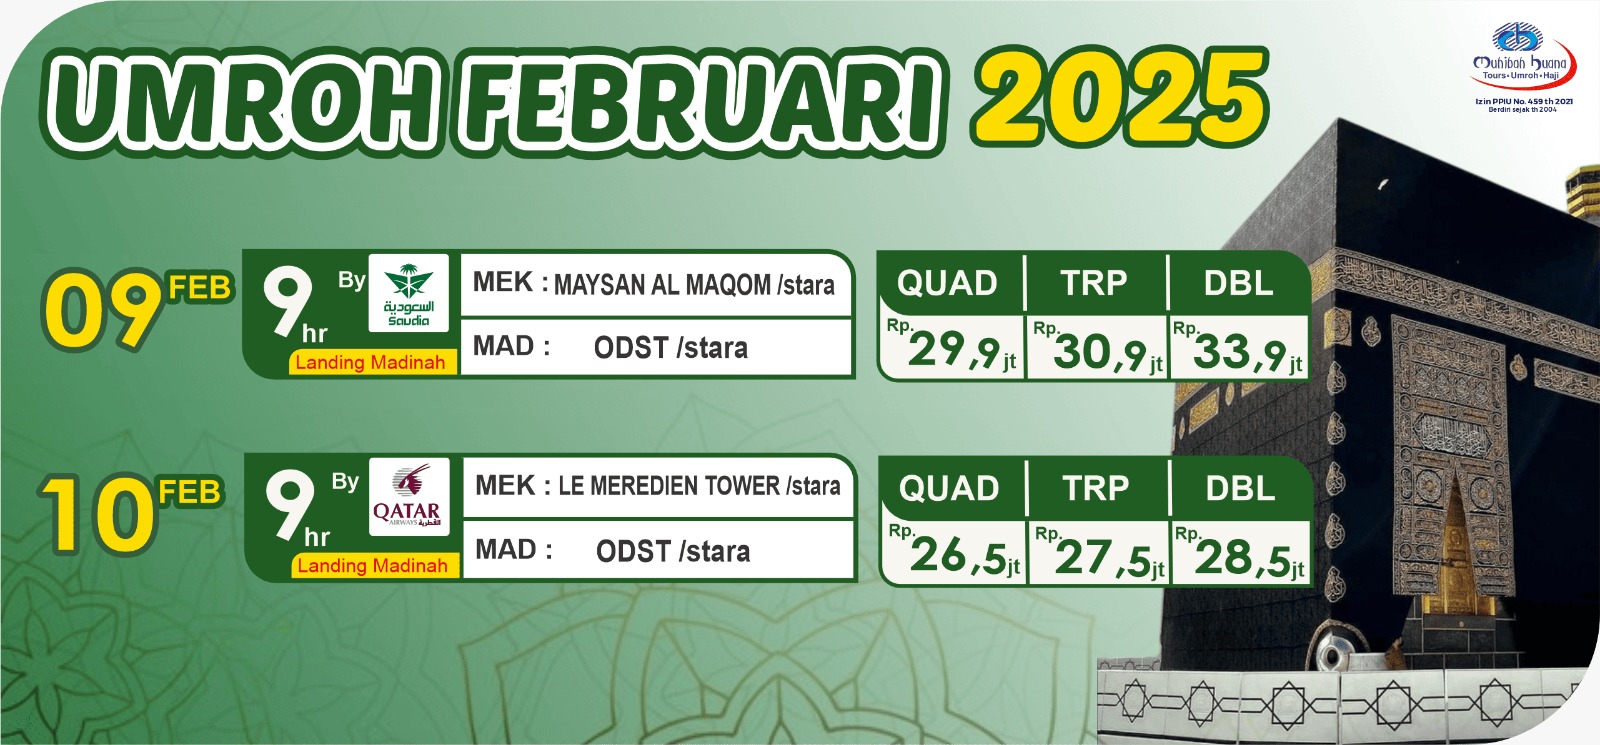 UMROH FEBRUARI 2025
Muhibah Buana
Tours • Umroh • Haji
Izin PPIU No. 459 th 2021
Berdiri sejak th 2004
09 FEB
9 hr By
السعودية
Saudia
Landing Madinah
MEK : MAYSAN AL MAQOM /stara
MAD : ODST /stara
QUAD TRP DBL
Rp. 29,9 jt Rp. 30,9 jt Rp. 33,9 jt
10 FEB
9 hr By
QATAR
AIRWAYS القطرية
Landing Madinah
MEK : LE MEREDIEN TOWER /stara
MAD : ODST /stara
QUAD TRP DBL
Rp. 26,5 jt Rp. 27,5 jt Rp. 28,5 jt